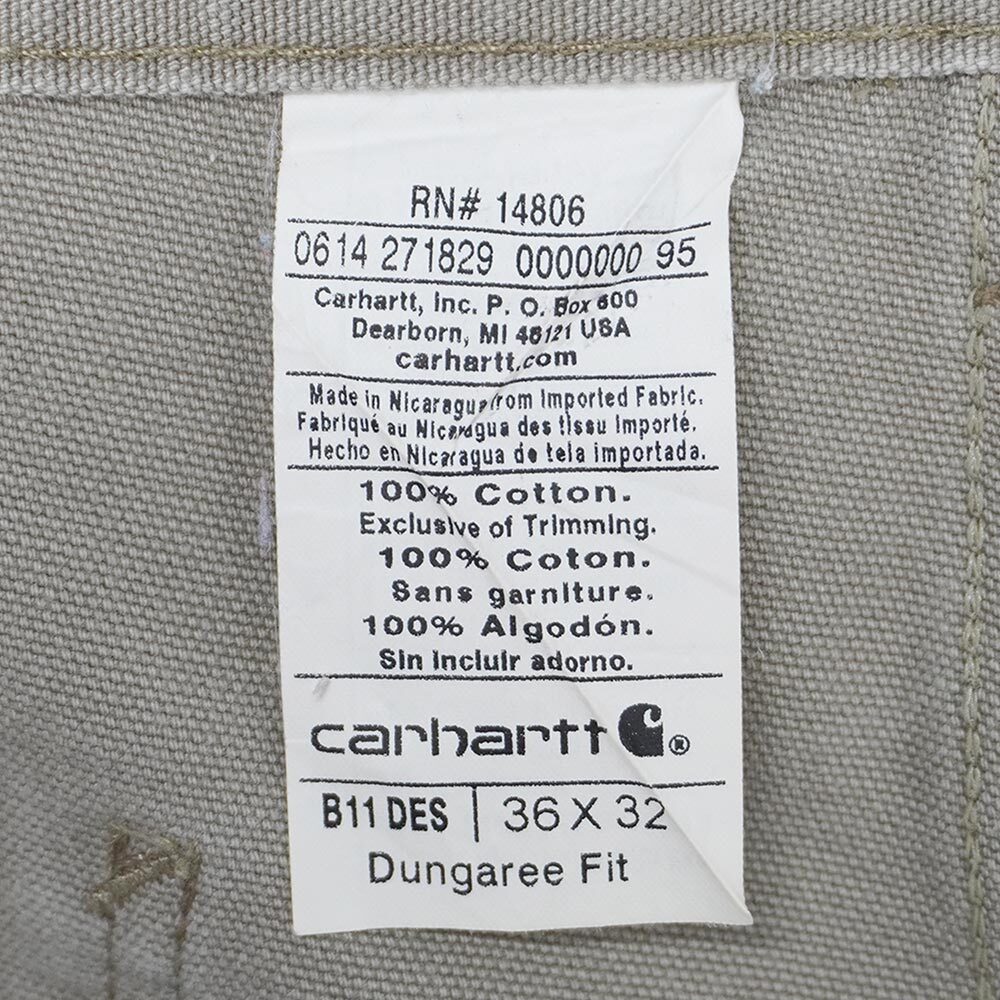 RN# 14806
0614 271829 0000000 95
Carhartt, Inc. P. O. Box 600
Dearborn, MI 48121 USA
carhartt.com
Made in Nicaragua from Imported Fabric.
Fabriqué au Nicaragua des tissu Importé.
Hecho en Nicaragua de tela importada.
100% Cotton.
Exclusive of Trimming.
100% Coton.
Sans garniture.
100% Algodón.
Sin Incluir adorno.
carhartt ®
B11 DES | 36 X 32
Dungaree Fit